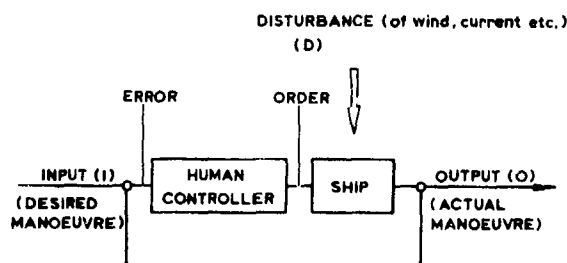 DISTURBANCE (of wind, current etc.)
(D)
ERROR
ORDER
INPUT (I)
HUMAN
CONTROLLER
SHIP
OUTPUT (O)
(DESIRED
MANOEUVRE)
(ACTUAL
MANOEUVRE)